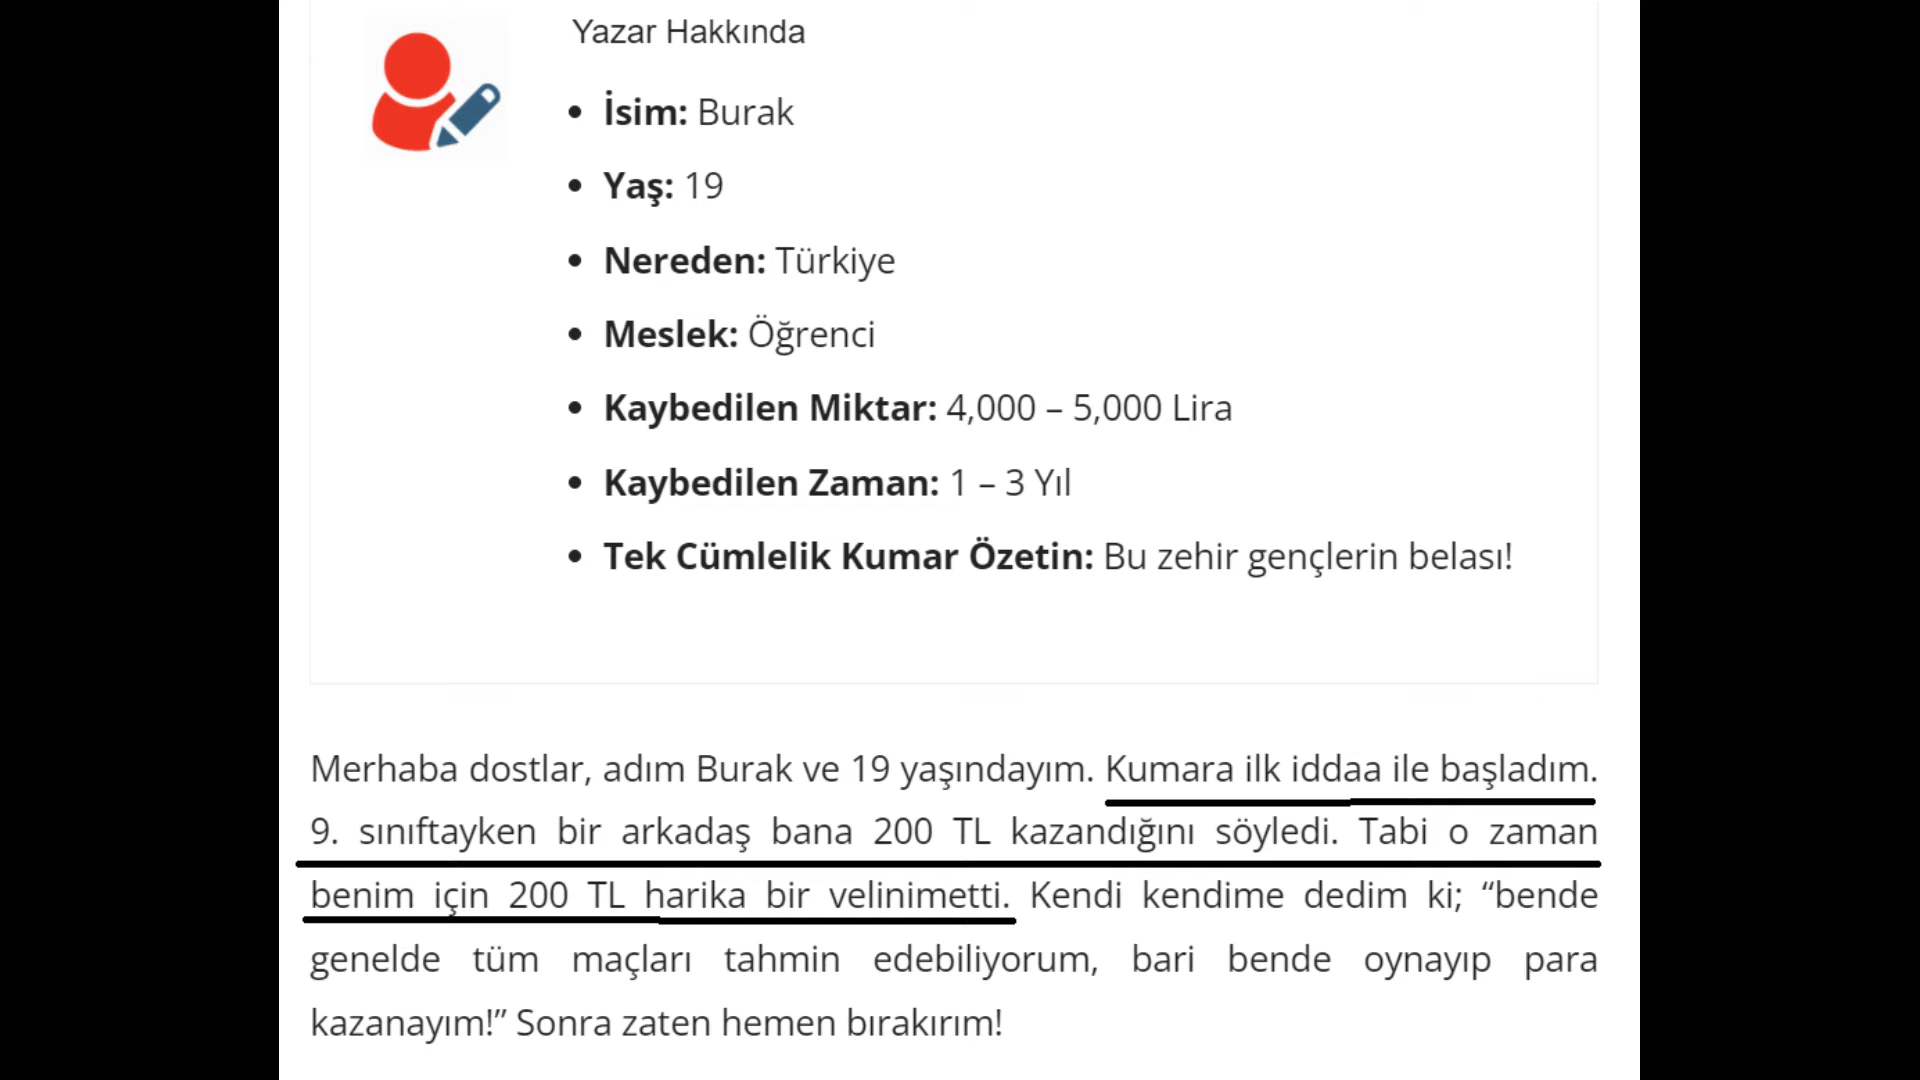 Yazar Hakkında
• İsim: Burak
• Yaş: 19
• Nereden: Türkiye
• Meslek: Öğrenci
• Kaybedilen Miktar: 4,000 – 5,000 Lira
• Kaybedilen Zaman: 1 – 3 Yıl
• Tek Cümlelik Kumar Özetin: Bu zehir gençlerin belası!
Merhaba dostlar, adım Burak ve 19 yaşındayım. Kumara ilk iddaa ile başladım.
9. sınıftayken bir arkadaş bana 200 TL kazandığını söyledi. Tabi o zaman
benim için 200 TL harika bir velinimetti. Kendi kendime dedim ki; “bende
genelde tüm maçları tahmin edebiliyorum, bari bende oynayıp para
kazanayım!” Sonra zaten hemen bırakırım!